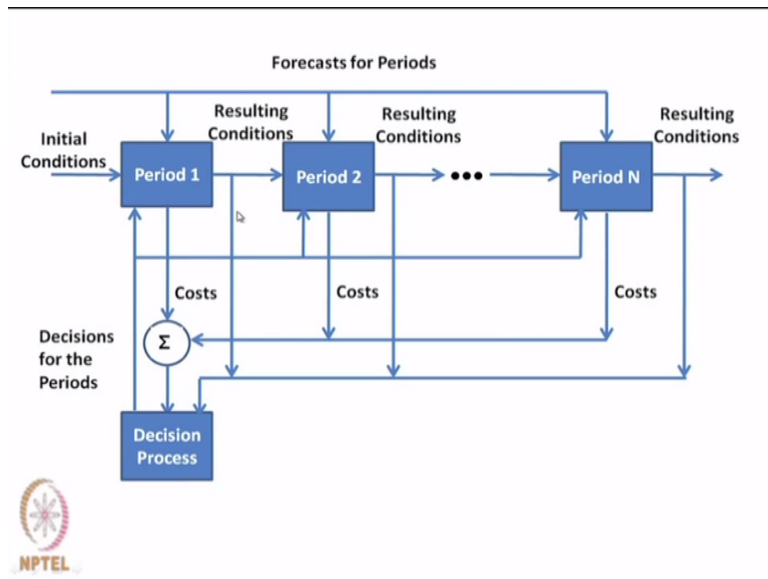 Forecasts for Periods
Initial
Conditions
Resulting
Conditions
Resulting
Conditions
Resulting
Conditions
Period 1
Period 2
•••
Period N
Costs
Costs
Costs
Σ
Decisions
for the
Periods
Decision
Process
NPTEL